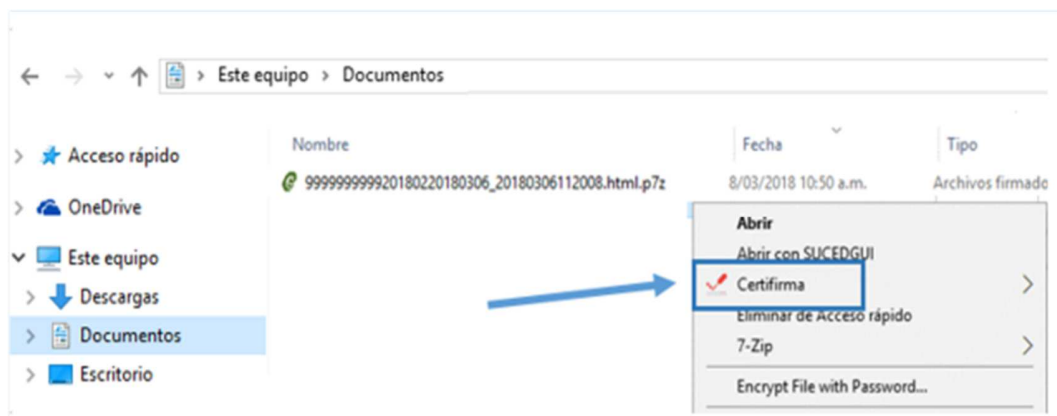 Este equipo > Documentos
Nombre Fecha Tipo
Acceso rápido
99999999920180220180306_20180306112008.html.p7z 8/03/2018 10:50 a.m. Archivos firmado
OneDrive
Abrir
Abrir con SUCEDGUI
Este equipo
Certifirma
Descargas
Eliminar de Acceso rápido
Documentos
7-Zip
Escritorio
Encrypt File with Password...